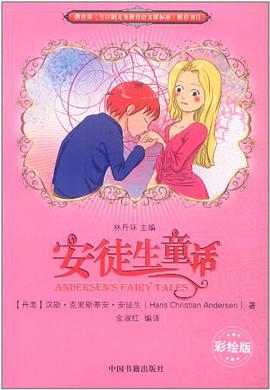 教育部《全日制义务教育语文课标准》推荐书目
林丹环 主编
安徒生童话
ANDERSEN'S FAIRY TALES
【丹麦】汉斯·克里斯蒂安·安徒生(Hans Christian Andersen) 著
金淑红 编译
彩绘版
中国书籍出版社